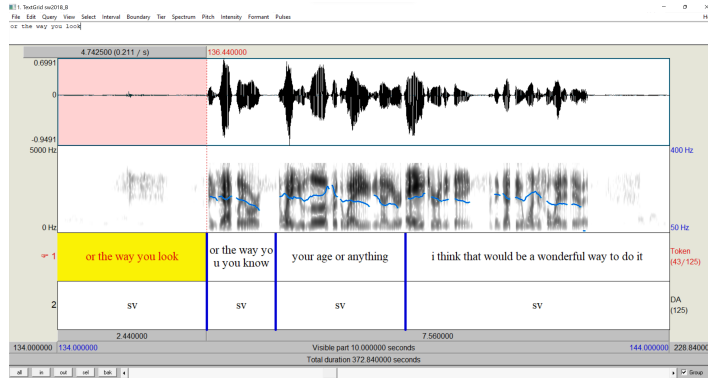 1. TextGrid sw2018_B
File Edit Query View Select Interval Boundary Tier Spectrum Pitch Intensity Formant Pulses
or the way you look
4.742500 (0.211 / s) 136.440000
0.6991
0
-0.9491
5000 Hz 400 Hz
0 Hz 50 Hz
1 or the way you look or the way yo your age or anything i think that would be a wonderful way to do it Token
u you know (43/125)
2 sv sv sv sv DA
(125)
2.440000 7.560000
134.000000 134.000000 Visible part 10.000000 seconds 144.000000 228.84000
Total duration 372.840000 seconds
all in out sel bak Group